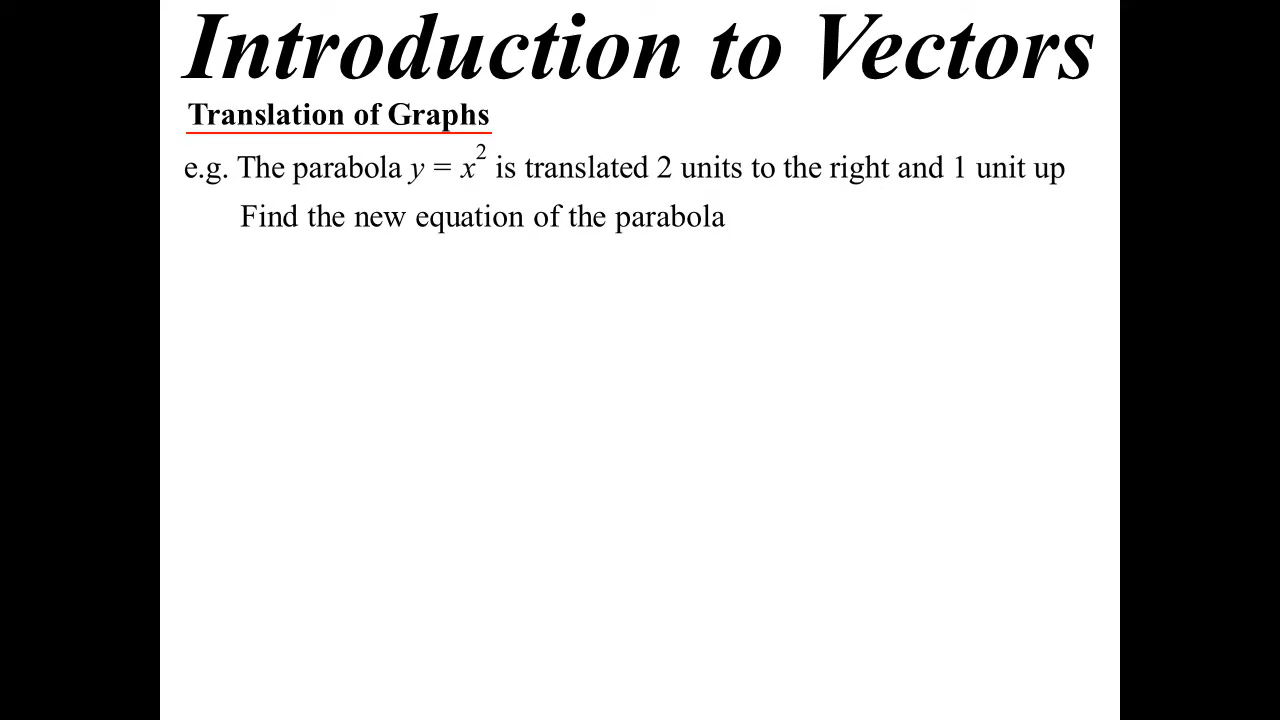 Introduction to Vectors
Translation of Graphs
e.g. The parabola y = x² is translated 2 units to the right and 1 unit up
Find the new equation of the parabola